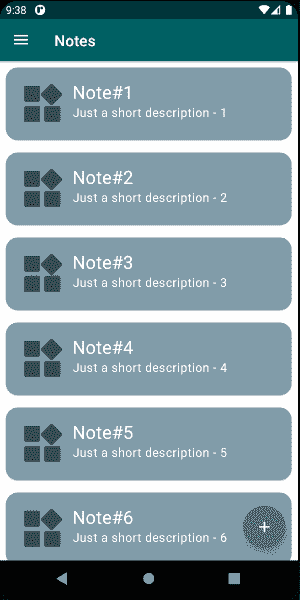 9:38
Notes
Note#1
Just a short description - 1
Note#2
Just a short description - 2
Note#3
Just a short description - 3
Note#4
Just a short description - 4
Note#5
Just a short description - 5
Note#6
Just a short description - 6